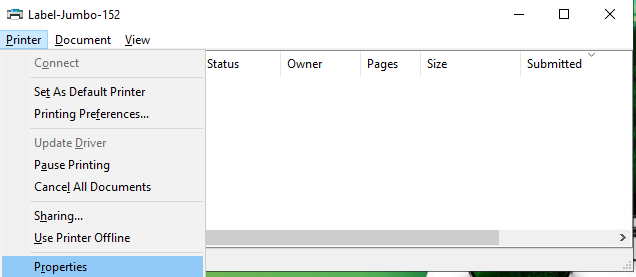 Label-Jumbo-152
Printer Document View
Status Owner Pages Size Submitted
Connect
Set As Default Printer
Printing Preferences...
Update Driver
Pause Printing
Cancel All Documents
Sharing...
Use Printer Offline
Properties